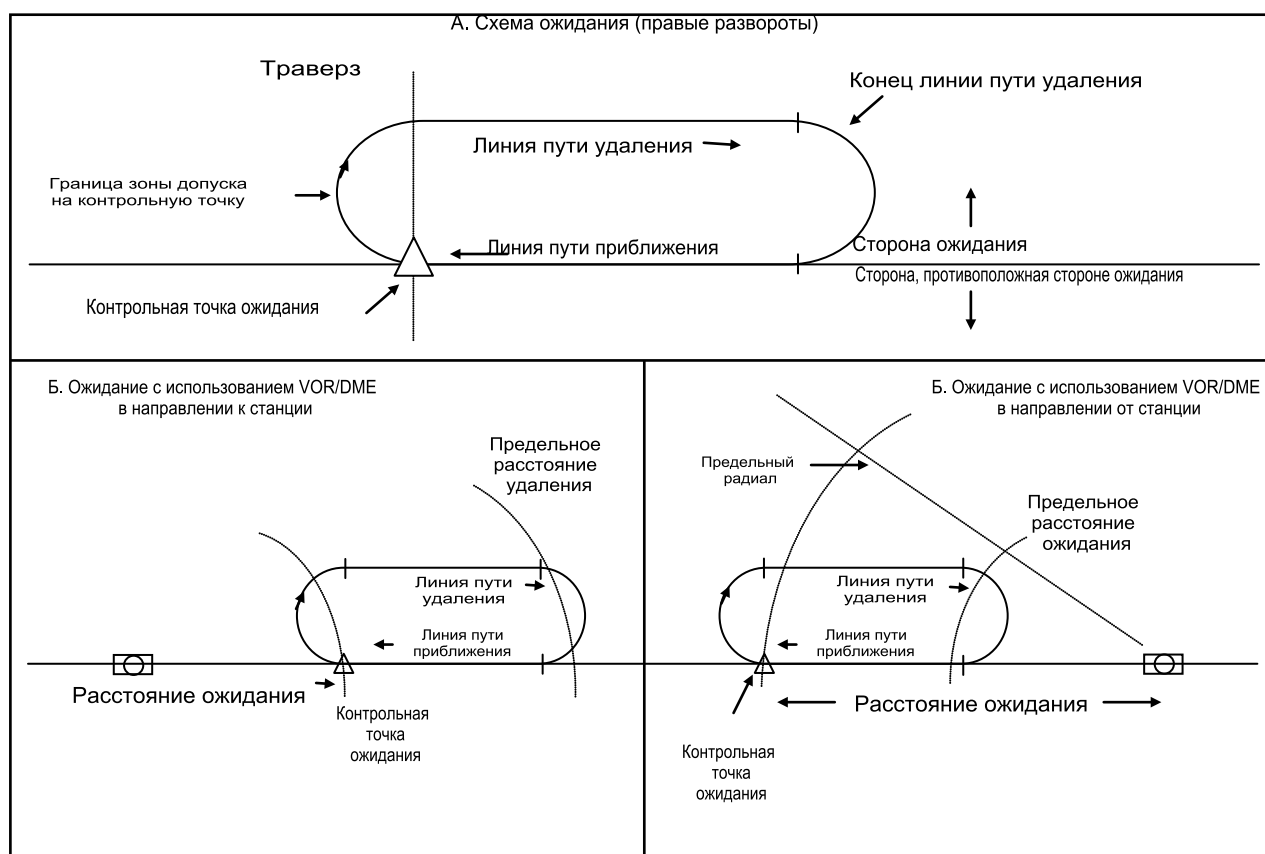 А. Схема ожидания (правые развороты)
Траверз
Конец линии пути удаления
Линия пути удаления
Граница зоны допуска
на контрольную точку
Линия пути приближения
Сторона ожидания
Сторона, противоположная стороне ожидания
Контрольная точка ожидания
Б. Ожидание с использованием VOR/DME
в направлении к станции
Предельное
расстояние
удаления
Линия пути
удаления
Линия пути
приближения
Расстояние ожидания
Контрольная
точка
ожидания
Б. Ожидание с использованием VOR/DME
в направлении от станции
Предельный
радиал
Предельное
расстояние
ожидания
Линия пути
удаления
Линия пути
приближения
Расстояние ожидания
Контрольная
точка
ожидания